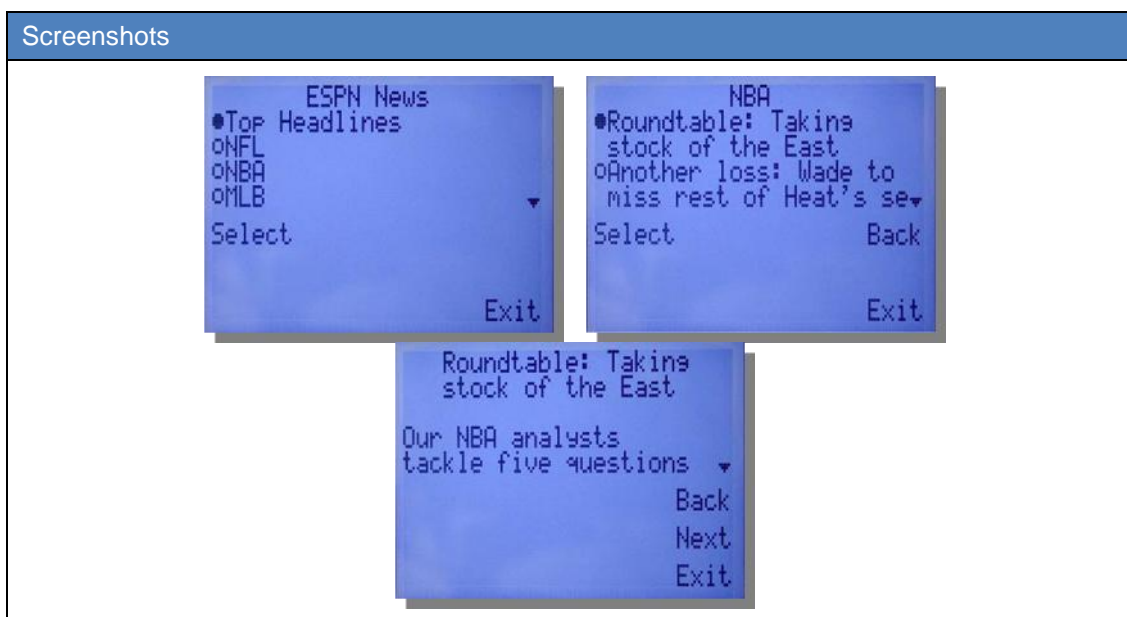 Screenshots
ESPN News
Top Headlines
NFL
NBA
MLB
Select
Exit
NBA
Roundtable: Taking
stock of the East
Another loss: Wade to
miss rest of Heat's se
Select Back
Exit
Roundtable: Taking
stock of the East
Our NBA analysts
tackle five questions
Back
Next
Exit